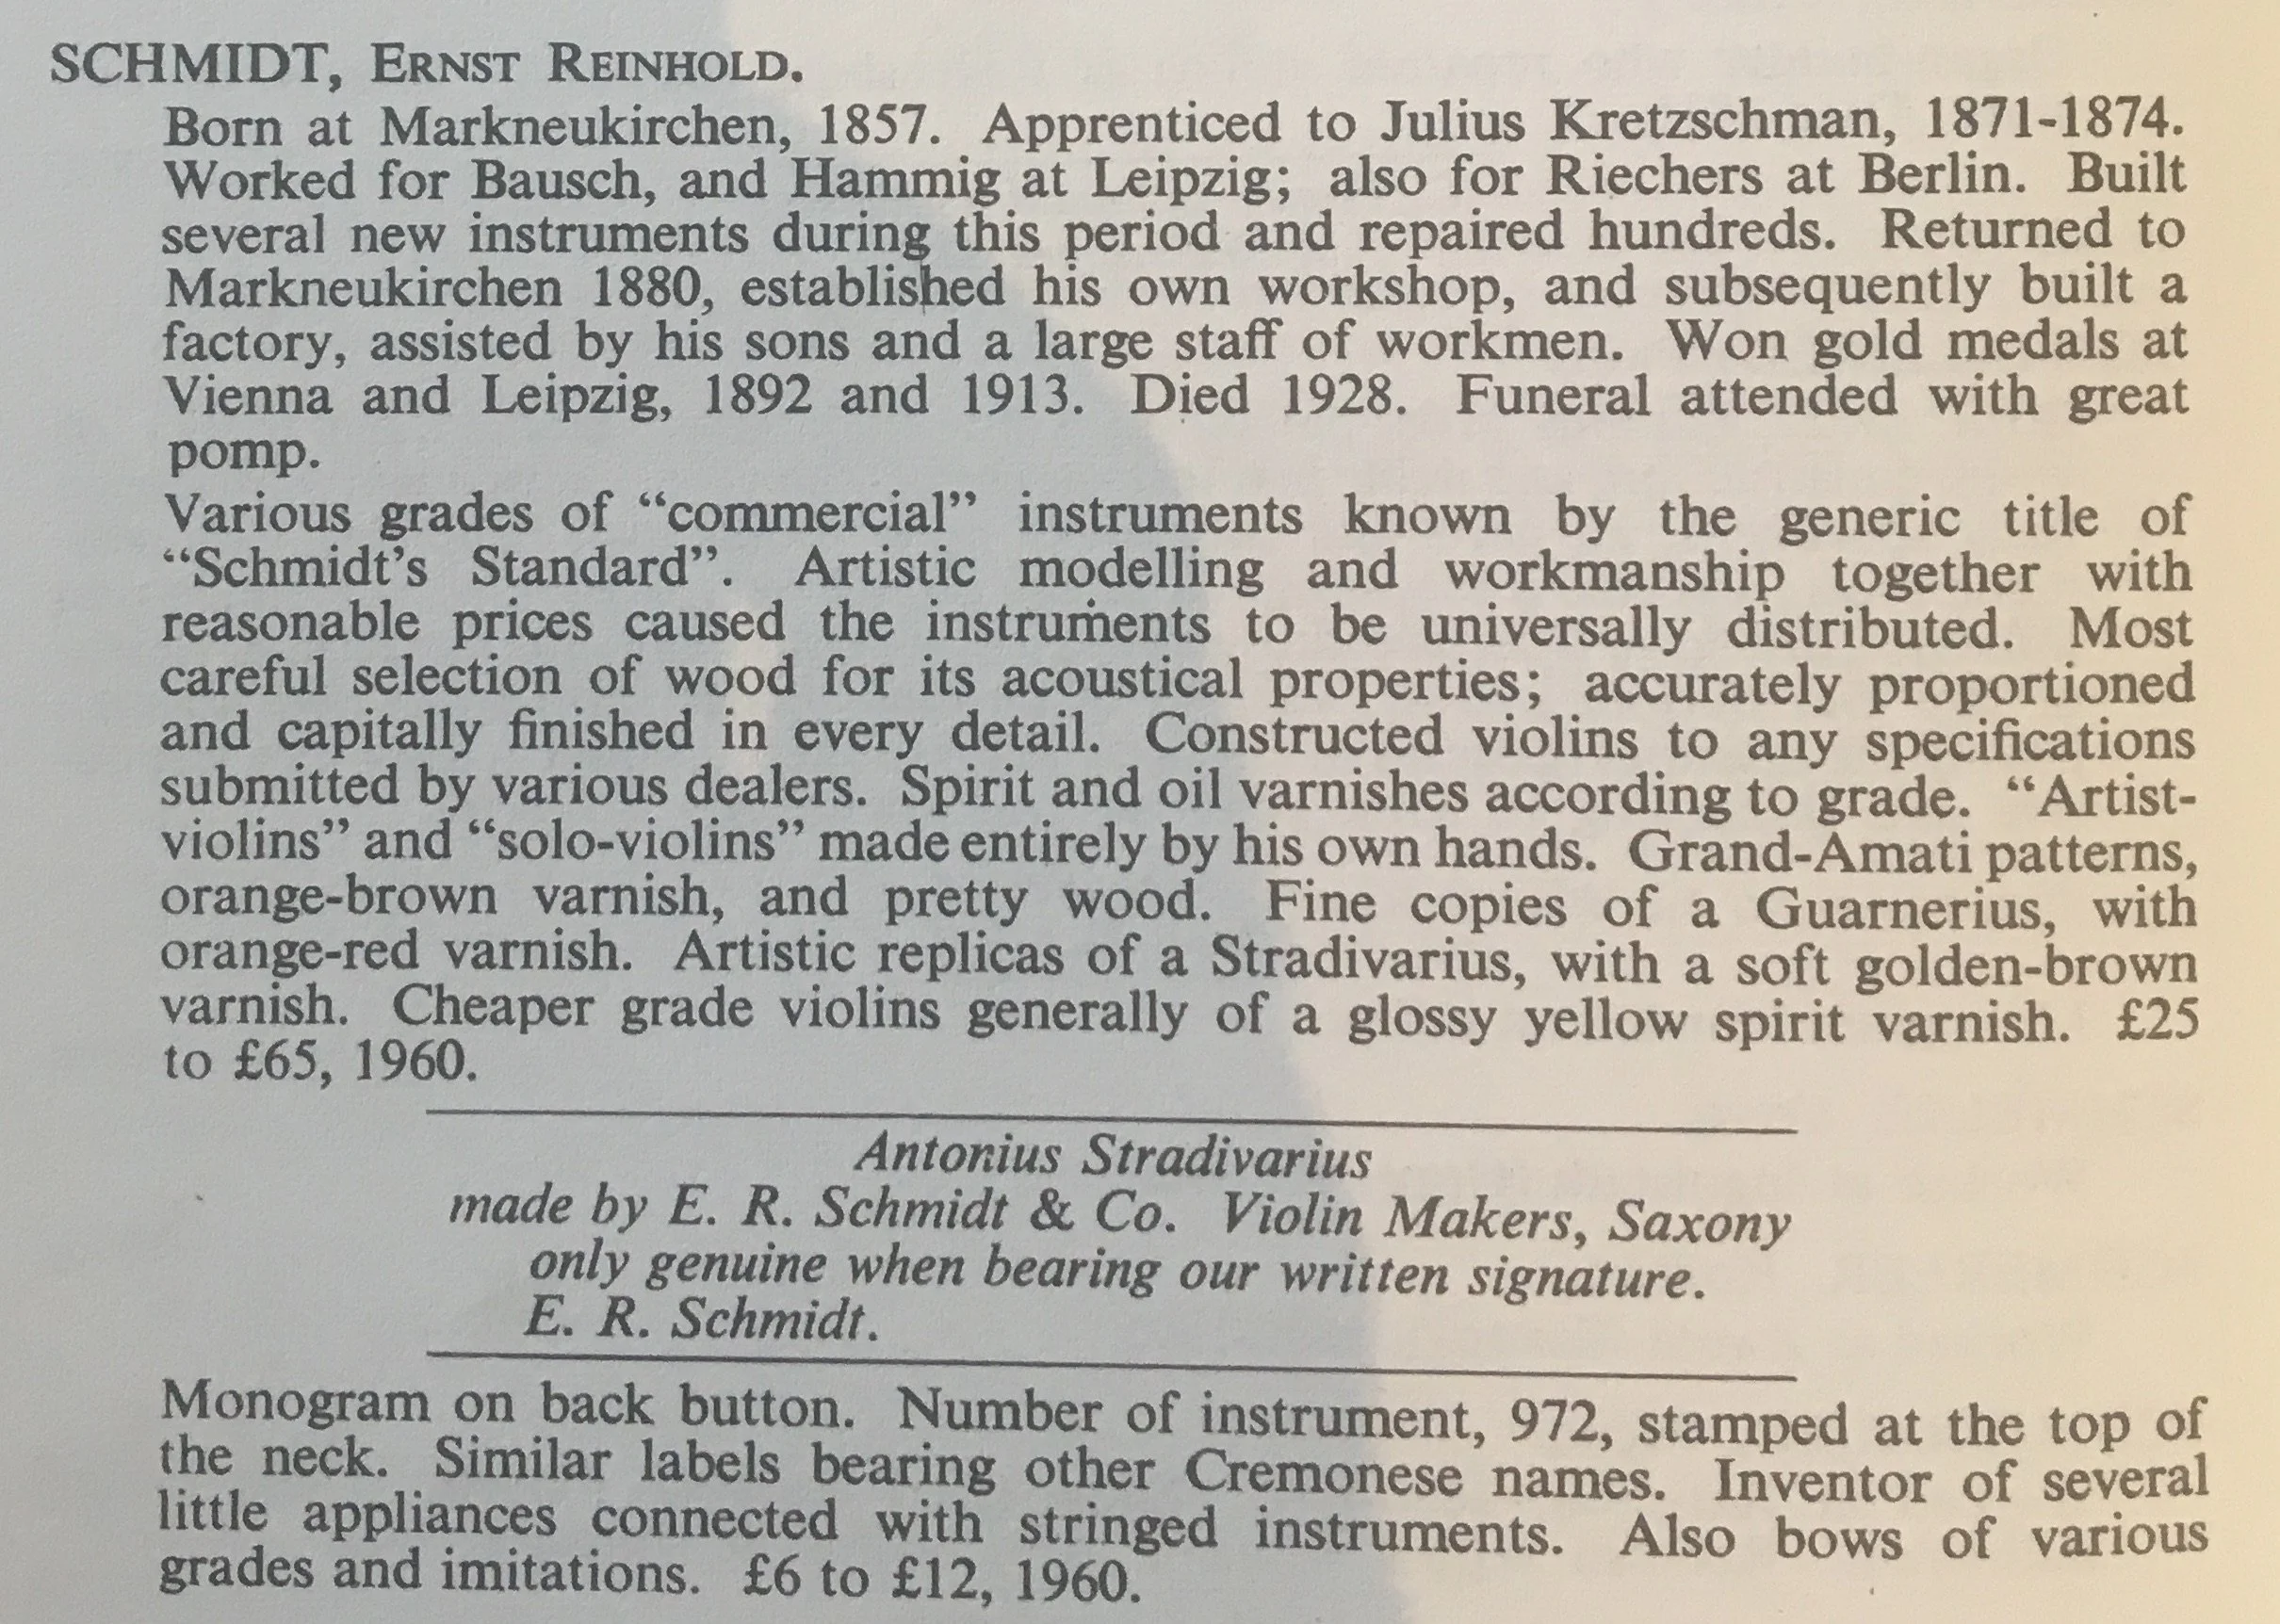 SCHMIDT, ERNST REINHOLD.
Born at Markneukirchen, 1857. Apprenticed to Julius Kretzschman, 1871-1874.
Worked for Bausch, and Hammig at Leipzig; also for Riechers at Berlin. Built
several new instruments during this period and repaired hundreds. Returned to
Markneukirchen 1880, established his own workshop, and subsequently built a
factory, assisted by his sons and a large staff of workmen. Won gold medals at
Vienna and Leipzig, 1892 and 1913. Died 1928. Funeral attended with great
pomp.
Various grades of “commercial” instruments known by the generic title of
“Schmidt’s Standard”. Artistic modelling and workmanship together with
reasonable prices caused the instruments to be universally distributed. Most
careful selection of wood for its acoustical properties; accurately proportioned
and capitally finished in every detail. Constructed violins to any specifications
submitted by various dealers. Spirit and oil varnishes according to grade. “Artist-
violins” and “solo-violins” made entirely by his own hands. Grand-Amati patterns,
orange-brown varnish, and pretty wood. Fine copies of a Guarnerius, with
orange-red varnish. Artistic replicas of a Stradivarius, with a soft golden-brown
varnish. Cheaper grade violins generally of a glossy yellow spirit varnish. £25
to £65, 1960.
Antonius Stradivarius
made by E. R. Schmidt & Co. Violin Makers, Saxony
only genuine when bearing our written signature.
E. R. Schmidt.
Monogram on back button. Number of instrument, 972, stamped at the top of
the neck. Similar labels bearing other Cremonese names. Inventor of several
little appliances connected with stringed instruments. Also bows of various
grades and imitations. £6 to £12, 1960.